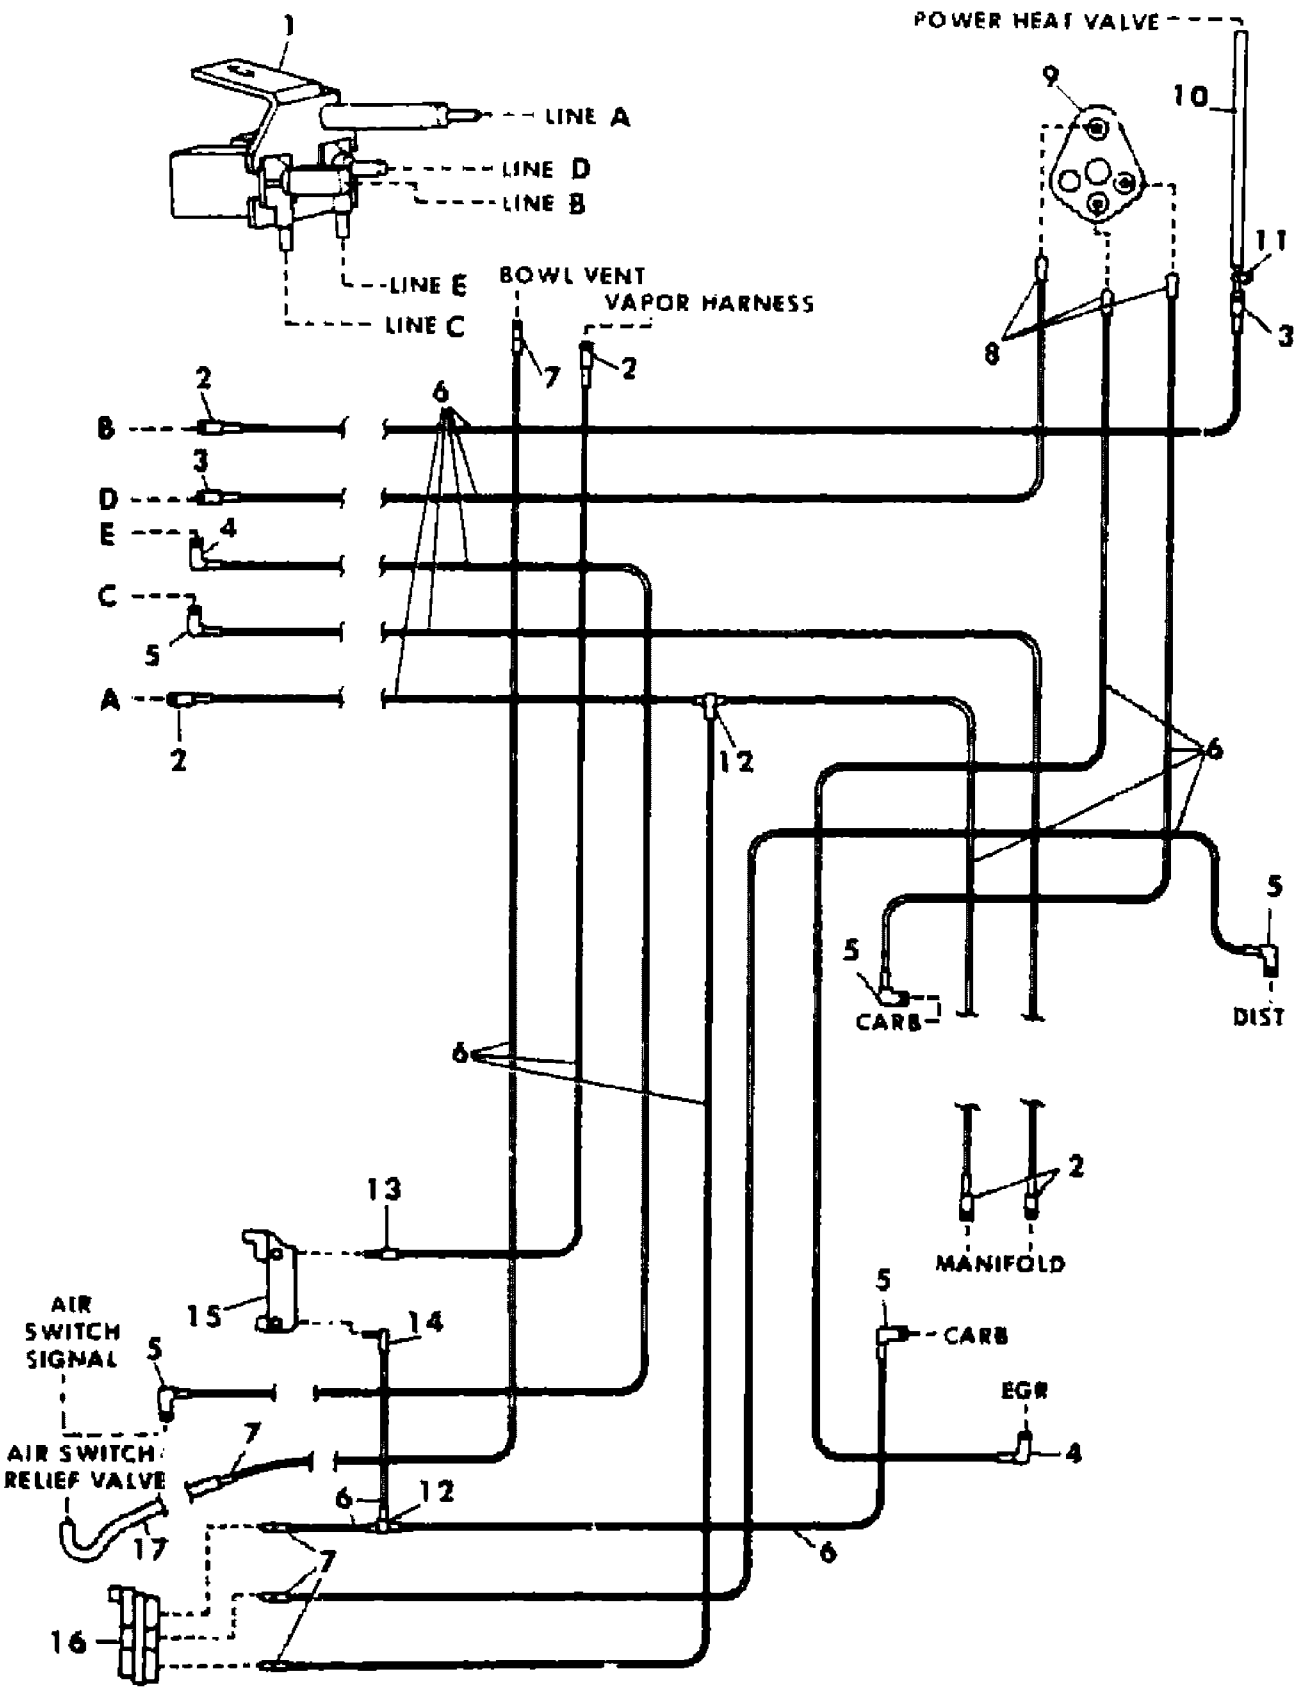 1
POWER HEAT VALVE
9
10
LINE A
LINE D
LINE B
11
LINE E
BOWL VENT
VAPOR HARNESS
LINE C
8
3
7
2
2
6
B
3
D
E
4
C
5
A
2
12
6
5
5
CARB
DIST
6
2
13
MANIFOLD
5
15
14
AIR
SWITCH
SIGNAL
5
CARB
EGR
7
4
AIR SWITCH
RELIEF VALVE
6
12
17
7
6
16